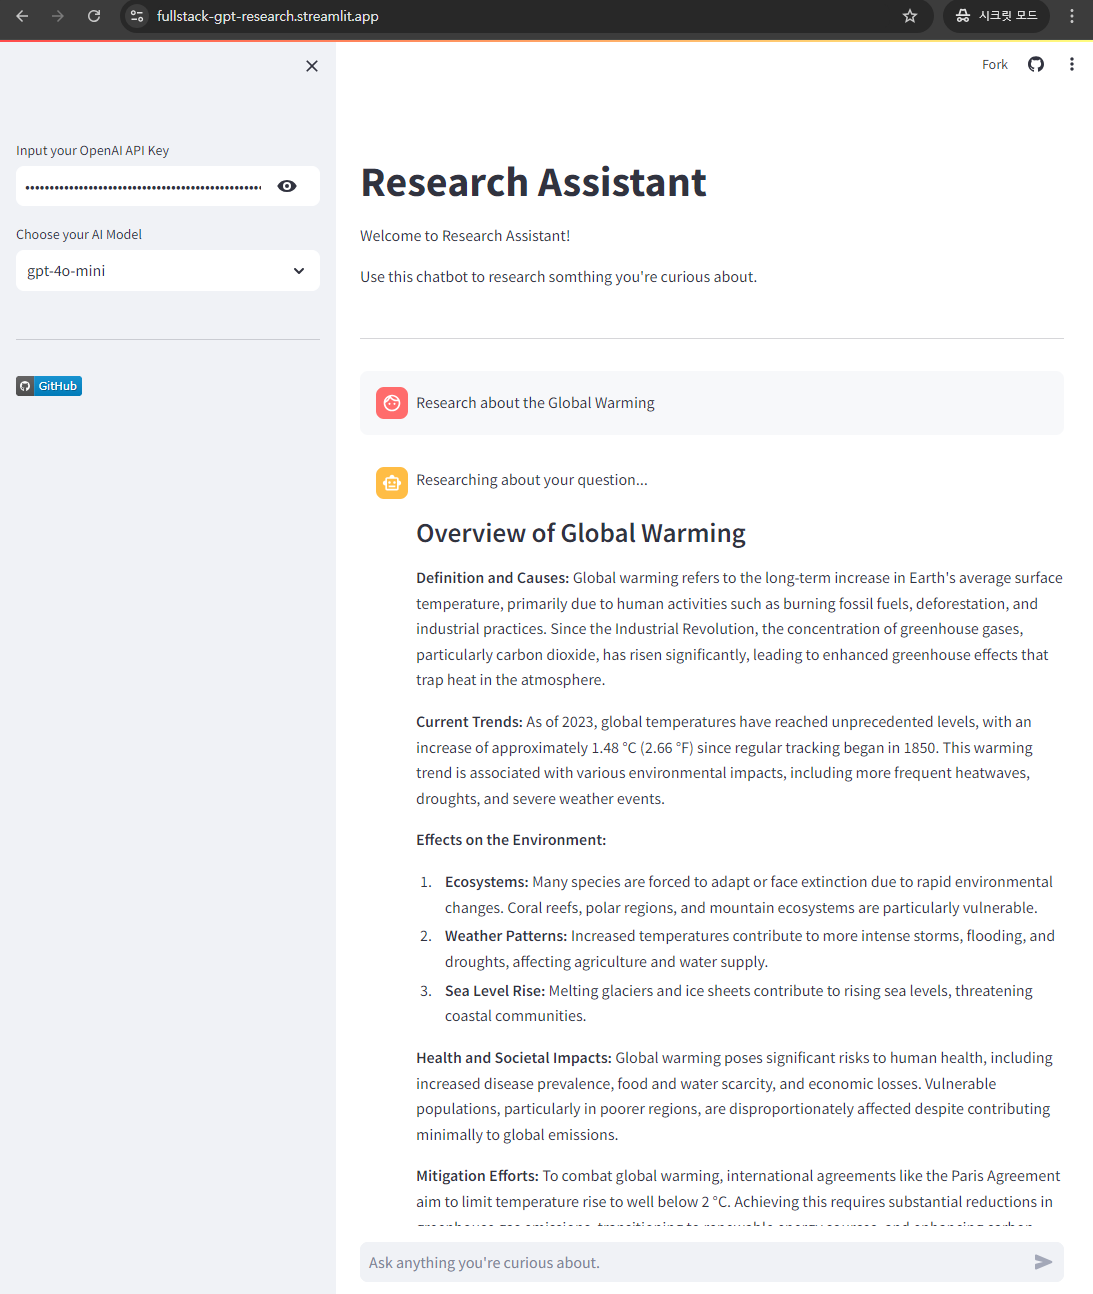 fullstack-gpt-research.streamlit.app
시크릿 모드
Fork
Input your OpenAI API Key
Choose your AI Model
gpt-4o-mini
GitHub
Research Assistant
Welcome to Research Assistant!
Use this chatbot to research somthing you're curious about.
Research about the Global Warming
Researching about your question...
Overview of Global Warming
Definition and Causes: Global warming refers to the long-term increase in Earth's average surface
temperature, primarily due to human activities such as burning fossil fuels, deforestation, and
industrial practices. Since the Industrial Revolution, the concentration of greenhouse gases,
particularly carbon dioxide, has risen significantly, leading to enhanced greenhouse effects that
trap heat in the atmosphere.
Current Trends: As of 2023, global temperatures have reached unprecedented levels, with an
increase of approximately 1.48 °C (2.66 °F) since regular tracking began in 1850. This warming
trend is associated with various environmental impacts, including more frequent heatwaves,
droughts, and severe weather events.
Effects on the Environment:
1. Ecosystems: Many species are forced to adapt or face extinction due to rapid environmental
changes. Coral reefs, polar regions, and mountain ecosystems are particularly vulnerable.
2. Weather Patterns: Increased temperatures contribute to more intense storms, flooding, and
droughts, affecting agriculture and water supply.
3. Sea Level Rise: Melting glaciers and ice sheets contribute to rising sea levels, threatening
coastal communities.
Health and Societal Impacts: Global warming poses significant risks to human health, including
increased disease prevalence, food and water scarcity, and economic losses. Vulnerable
populations, particularly in poorer regions, are disproportionately affected despite contributing
minimally to global emissions.
Mitigation Efforts: To combat global warming, international agreements like the Paris Agreement
aim to limit temperature rise to well below 2 °C. Achieving this requires substantial reductions in
Ask anything you're curious about.